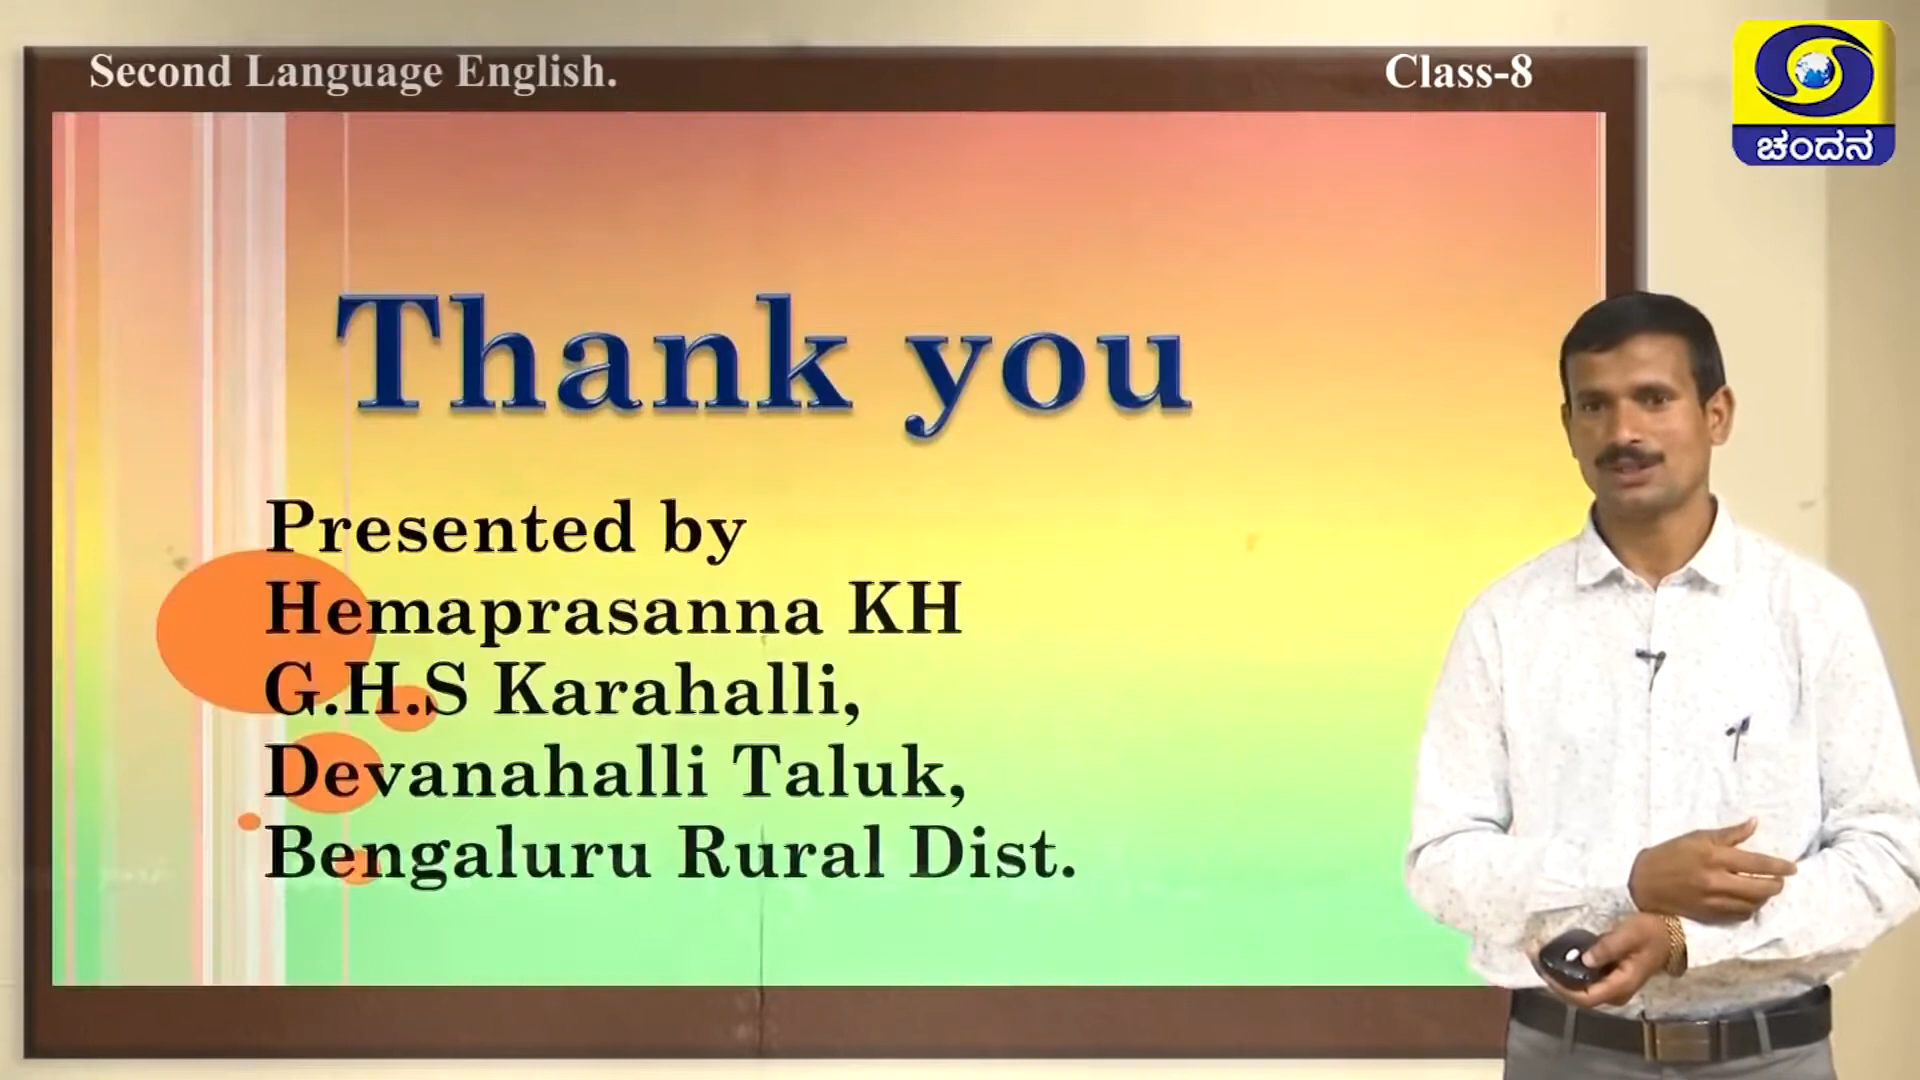 Second Language English.
Class-8
ಚಂದನ
Thank you
Presented by
Hemaprasanna KH
G.H.S Karahalli,
Devanahalli Taluk,
Bengaluru Rural Dist.